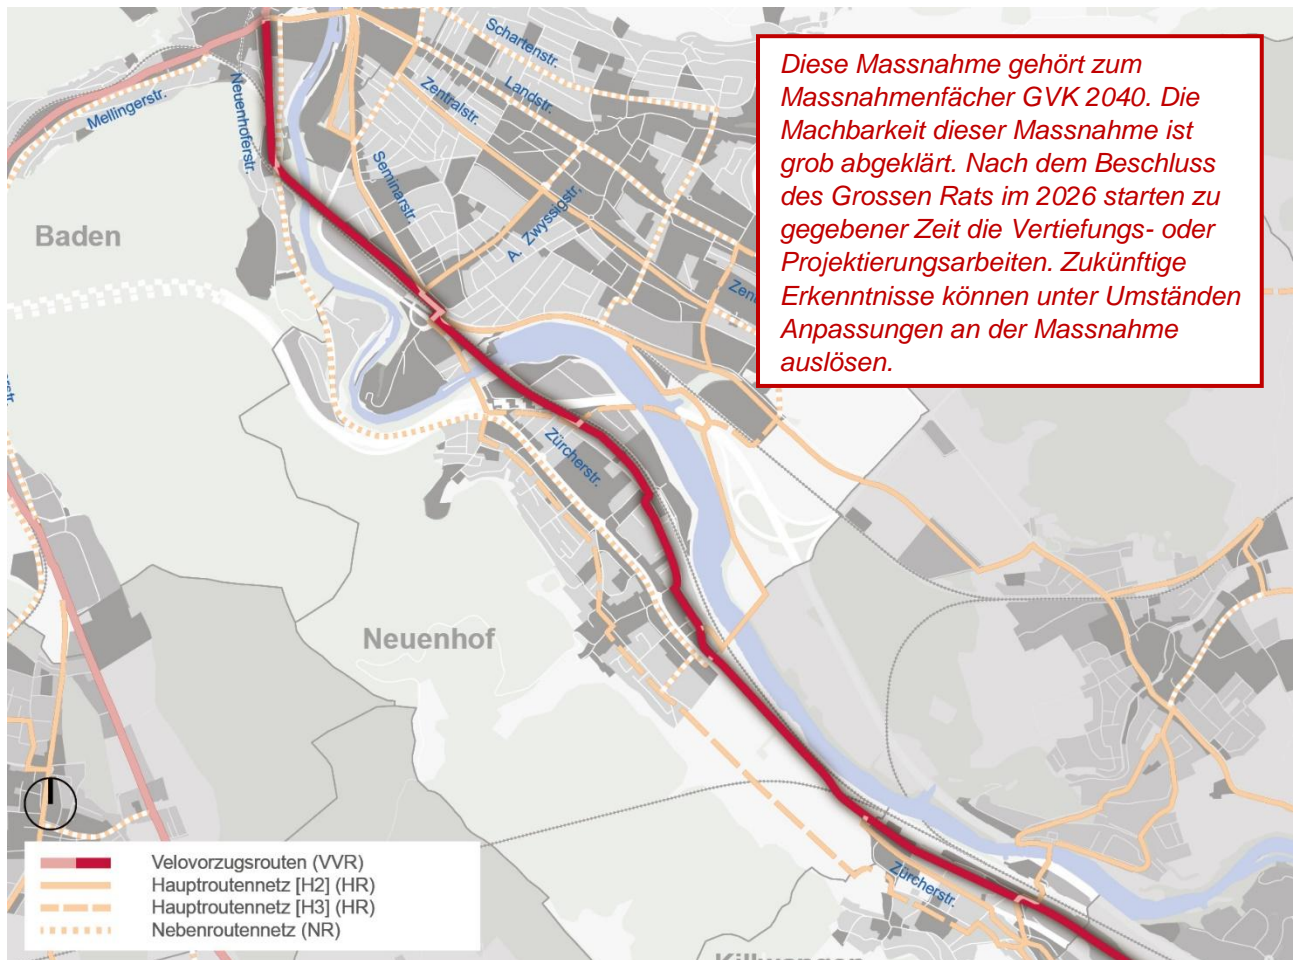 Schartenstr.
Landstr.
Zentralstr.
Mellingerstr.
Neuenhoferstr.
Seminarstr.
A. Zwyssigstr.
Baden
Diese Massnahme gehört zum
Massnahmenfächer GVK 2040. Die
Machbarkeit dieser Massnahme ist
grob abgeklärt. Nach dem Beschluss
des Grossen Rats im 2026 starten zu
gegebener Zeit die Vertiefungs- oder
Projektierungsarbeiten. Zukünftige
Erkenntnisse können unter Umständen
Anpassungen an der Massnahme
auslösen.
Zürcherstr.
Neuenhof
Velovorzugsrouten (VVR)
Hauptroutennetz [H2] (HR)
Hauptroutennetz [H3] (HR)
Nebenroutennetz (NR)
Zürcherstr.
Killwangen